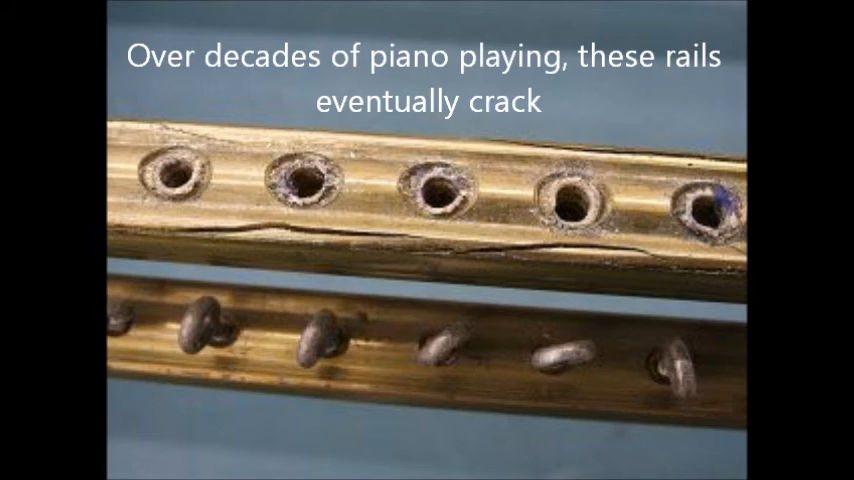 Over decades of piano playing, these rails
eventually crack